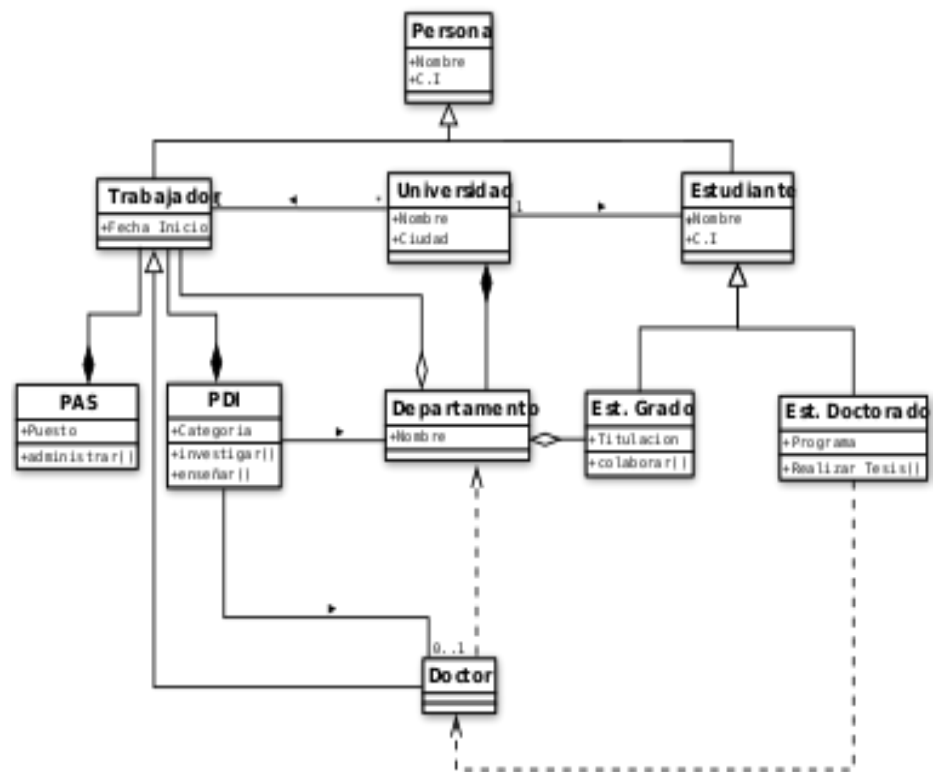 Persona
+Nombre
+C.I
Trabajador
+Fecha Inicio
*
Universidad
+Nombre
+Ciudad
1
Estudiante
+Nombre
+C.I
PAS
+Puesto
+administrar()
PDI
+Categoria
+investigar()
+enseñar()
Departamento
+Nombre
Est. Grado
+Titulacion
+colaborar()
Est. Doctorado
+Programa
+Realizar Tesis()
0..1
Doctor